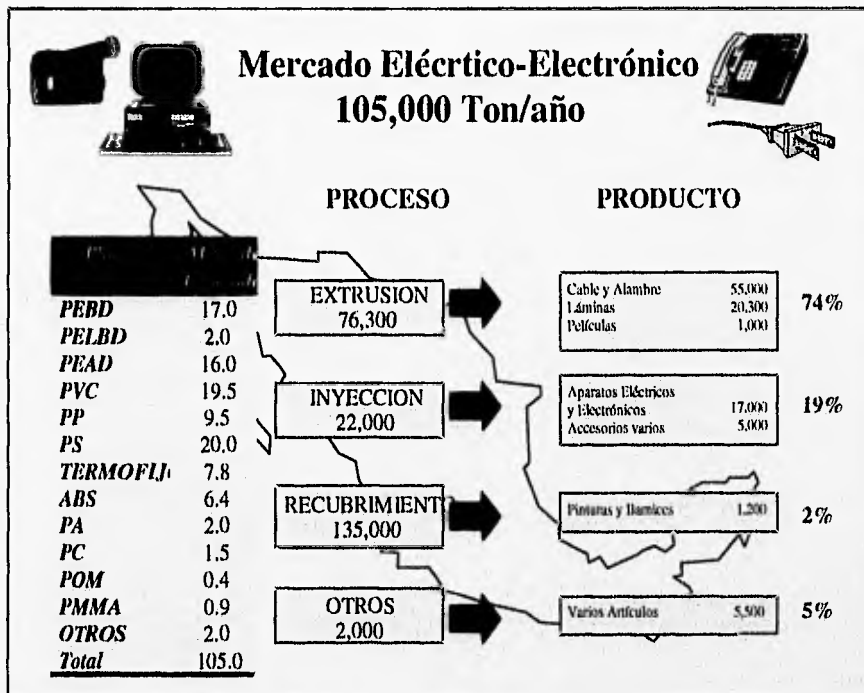 Mercado Elécrtico-Electrónico
105,000 Ton/año
PROCESO
PRODUCTO
PEBD 17.0
PELBD 2.0
PEAD 16.0
PVC 19.5
PP 9.5
PS 20.0
TERMOFIJ
ABS 6.4
PA 2.0
PC 1.5
POM 0.4
PMMA 0.9
OTROS 2.0
Total 105.0
7.8
EXTRUSION
76,300
Cable y Alambre 55,000
Láminas 20,300
Películas 1,000
74%
INYECCION
22,000
Aparatos Eléctricos
y Electrónicos 17,000
Accesorios varios 5,000
19%
RECUBRIMIENT
135,000
Pinturas y Barnices 1,200
2%
OTROS
2,000
Varios Artículos 5,500
5%